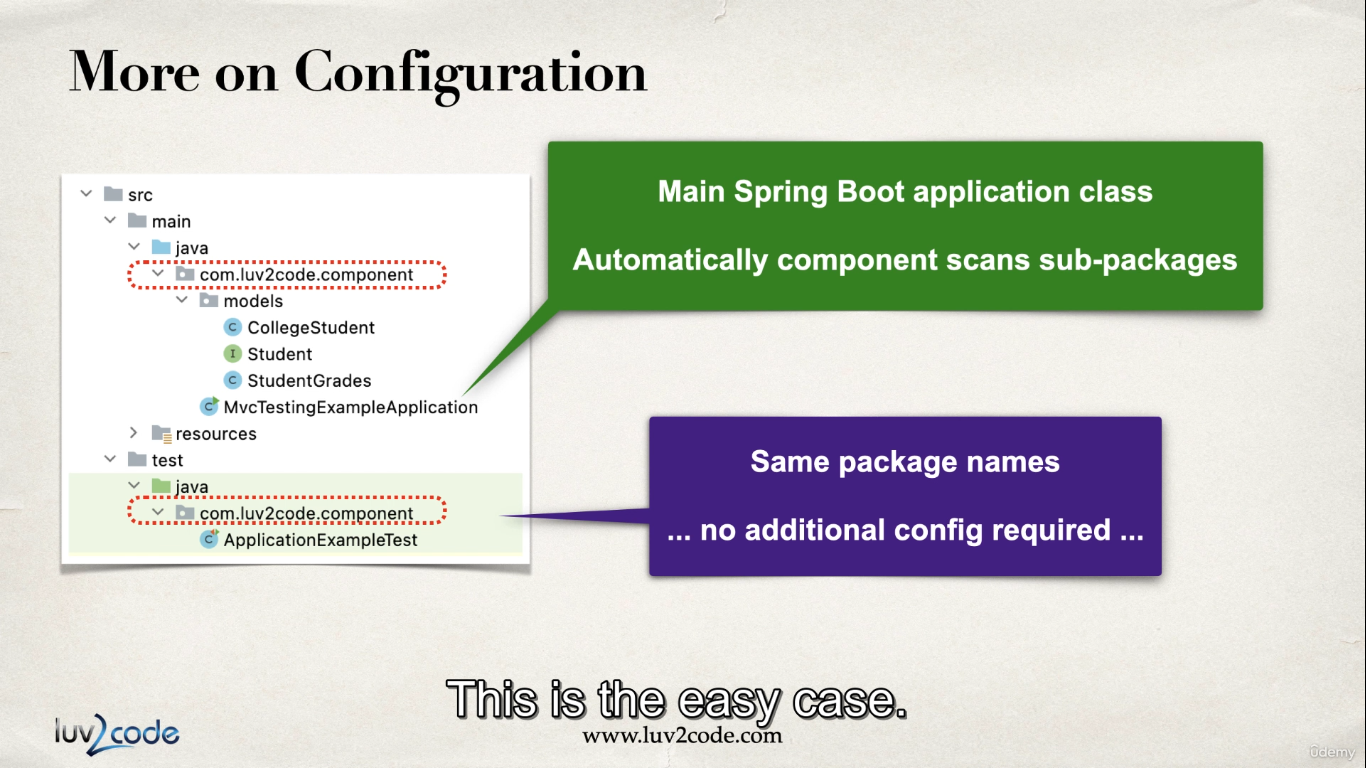 More on Configuration
src
main
java
com.luv2code.component
models
C CollegeStudent
I Student
C StudentGrades
C MvcTestingExampleApplication
resources
test
java
com.luv2code.component
C ApplicationExampleTest
Main Spring Boot application class
Automatically component scans sub-packages
Same package names
... no additional config required ...
This is the easy case.
luv2code
www.luv2code.com
ûdemy